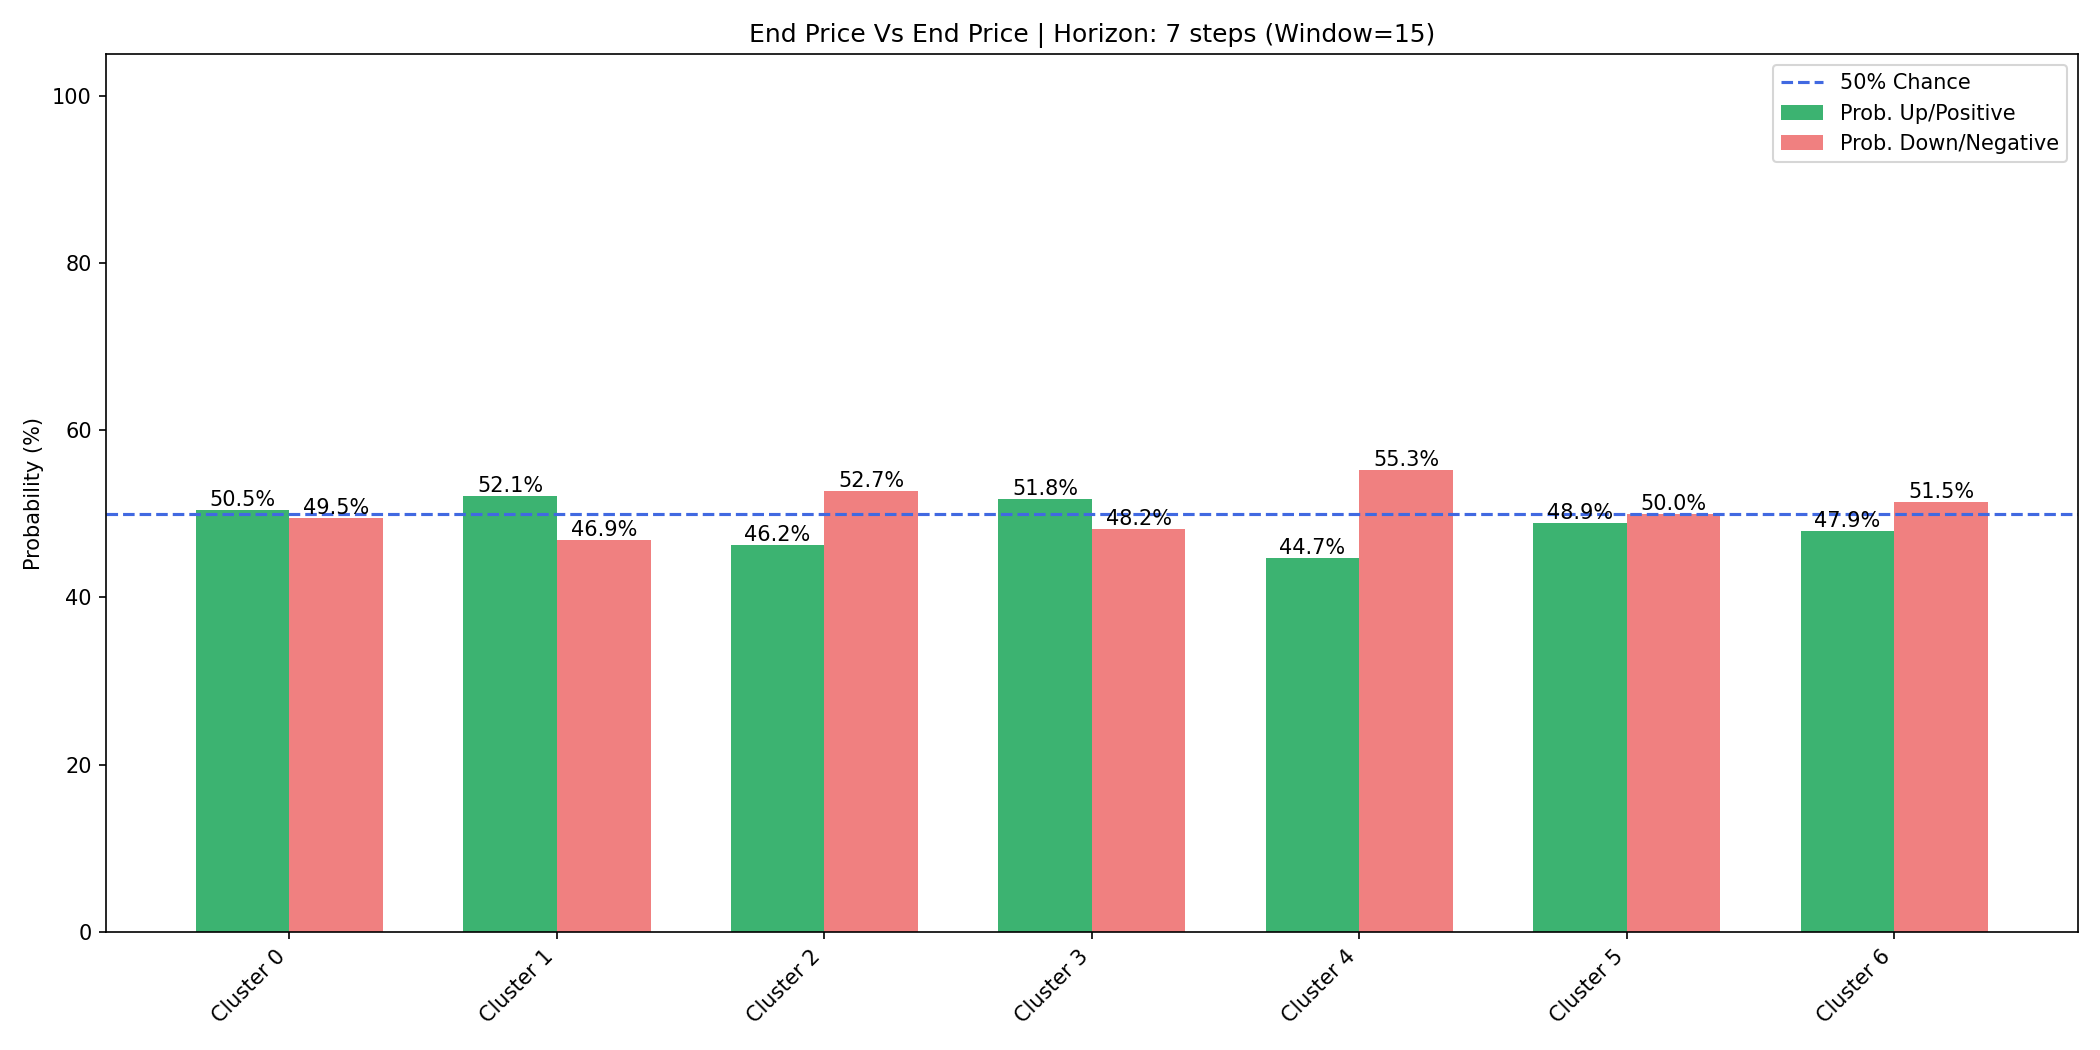 End Price Vs End Price | Horizon: 7 steps (Window=15)
50% Chance
Prob. Up/Positive
Prob. Down/Negative
Probability (%)
100
80
60
40
20
0
50.5%
49.5%
52.1%
46.9%
46.2%
52.7%
51.8%
48.2%
44.7%
55.3%
48.9%
50.0%
47.9%
51.5%
Cluster 0
Cluster 1
Cluster 2
Cluster 3
Cluster 4
Cluster 5
Cluster 6